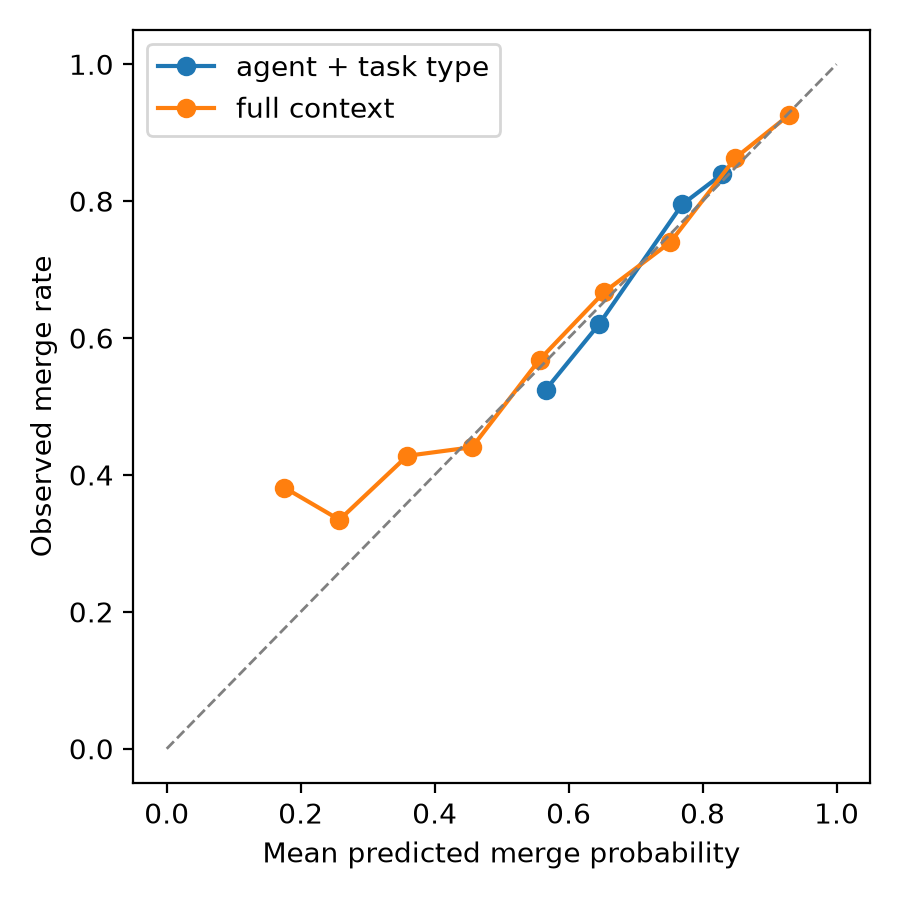 agent + task type
full context
Observed merge rate
1.0
0.8
0.6
0.4
0.2
0.0
0.0 0.2 0.4 0.6 0.8 1.0
Mean predicted merge probability